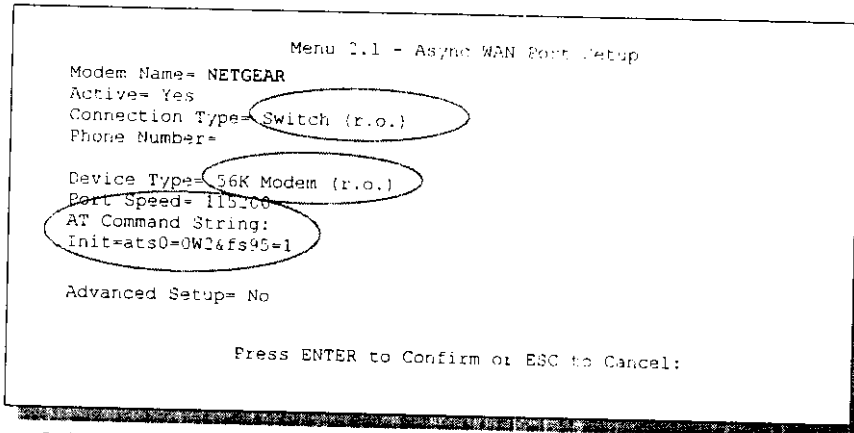 Menu 2.1 - Async WAN Port Setup
Modem Name= NETGEAR
Active= Yes
Connection Type= Switch (r.o.)
Phone Number=
Device Type= 56K Modem (r.o.)
Port Speed= 115200
AT Command String:
Init=ats0=0W2&fs95=1
Advanced Setup= No
Press ENTER to Confirm or ESC to Cancel: